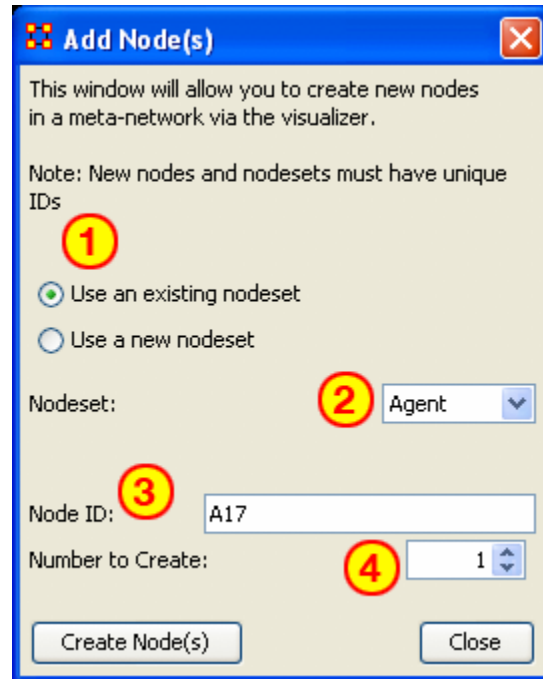 Add Node(s)
This window will allow you to create new nodes
in a meta-network via the visualizer.
Note: New nodes and nodesets must have unique
IDs
1
Use an existing nodeset
Use a new nodeset
Nodeset: 2 Agent
3
Node ID: A17
Number to Create: 4 1
Create Node(s) Close